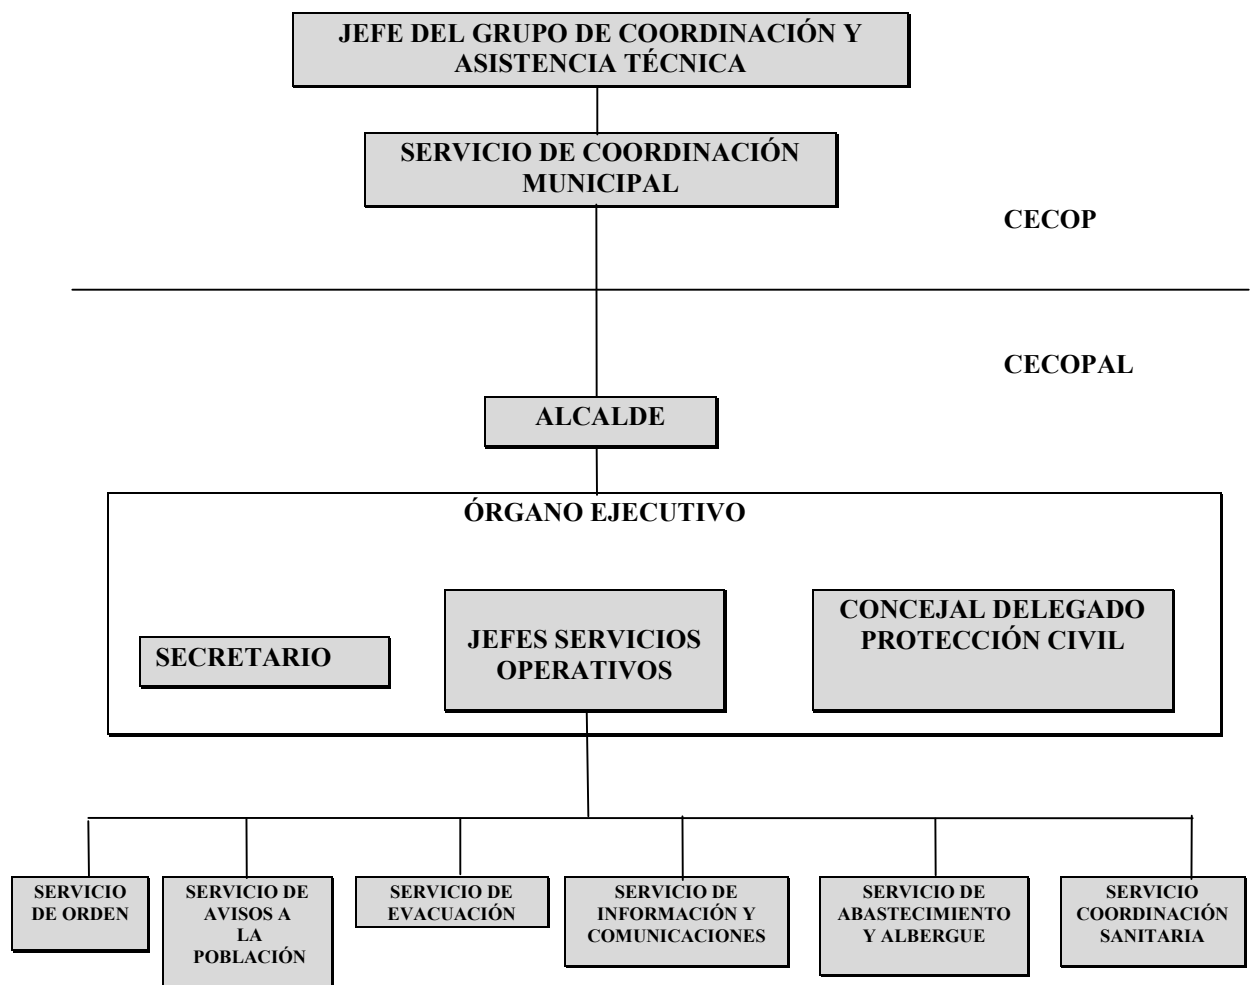 JEFE DEL GRUPO DE COORDINACIÓN Y
ASISTENCIA TÉCNICA
SERVICIO DE COORDINACIÓN
MUNICIPAL
CECOP
CECOPAL
ALCALDE
ÓRGANO EJECUTIVO
SECRETARIO
JEFES SERVICIOS
OPERATIVOS
CONCEJAL DELEGADO
PROTECCIÓN CIVIL
SERVICIO
DE ORDEN
SERVICIO DE
AVISOS A
LA
POBLACIÓN
SERVICIO DE
EVACUACIÓN
SERVICIO DE
INFORMACIÓN Y
COMUNICACIONES
SERVICIO DE
ABASTECIMIENTO
Y ALBERGUE
SERVICIO
COORDINACIÓN
SANITARIA